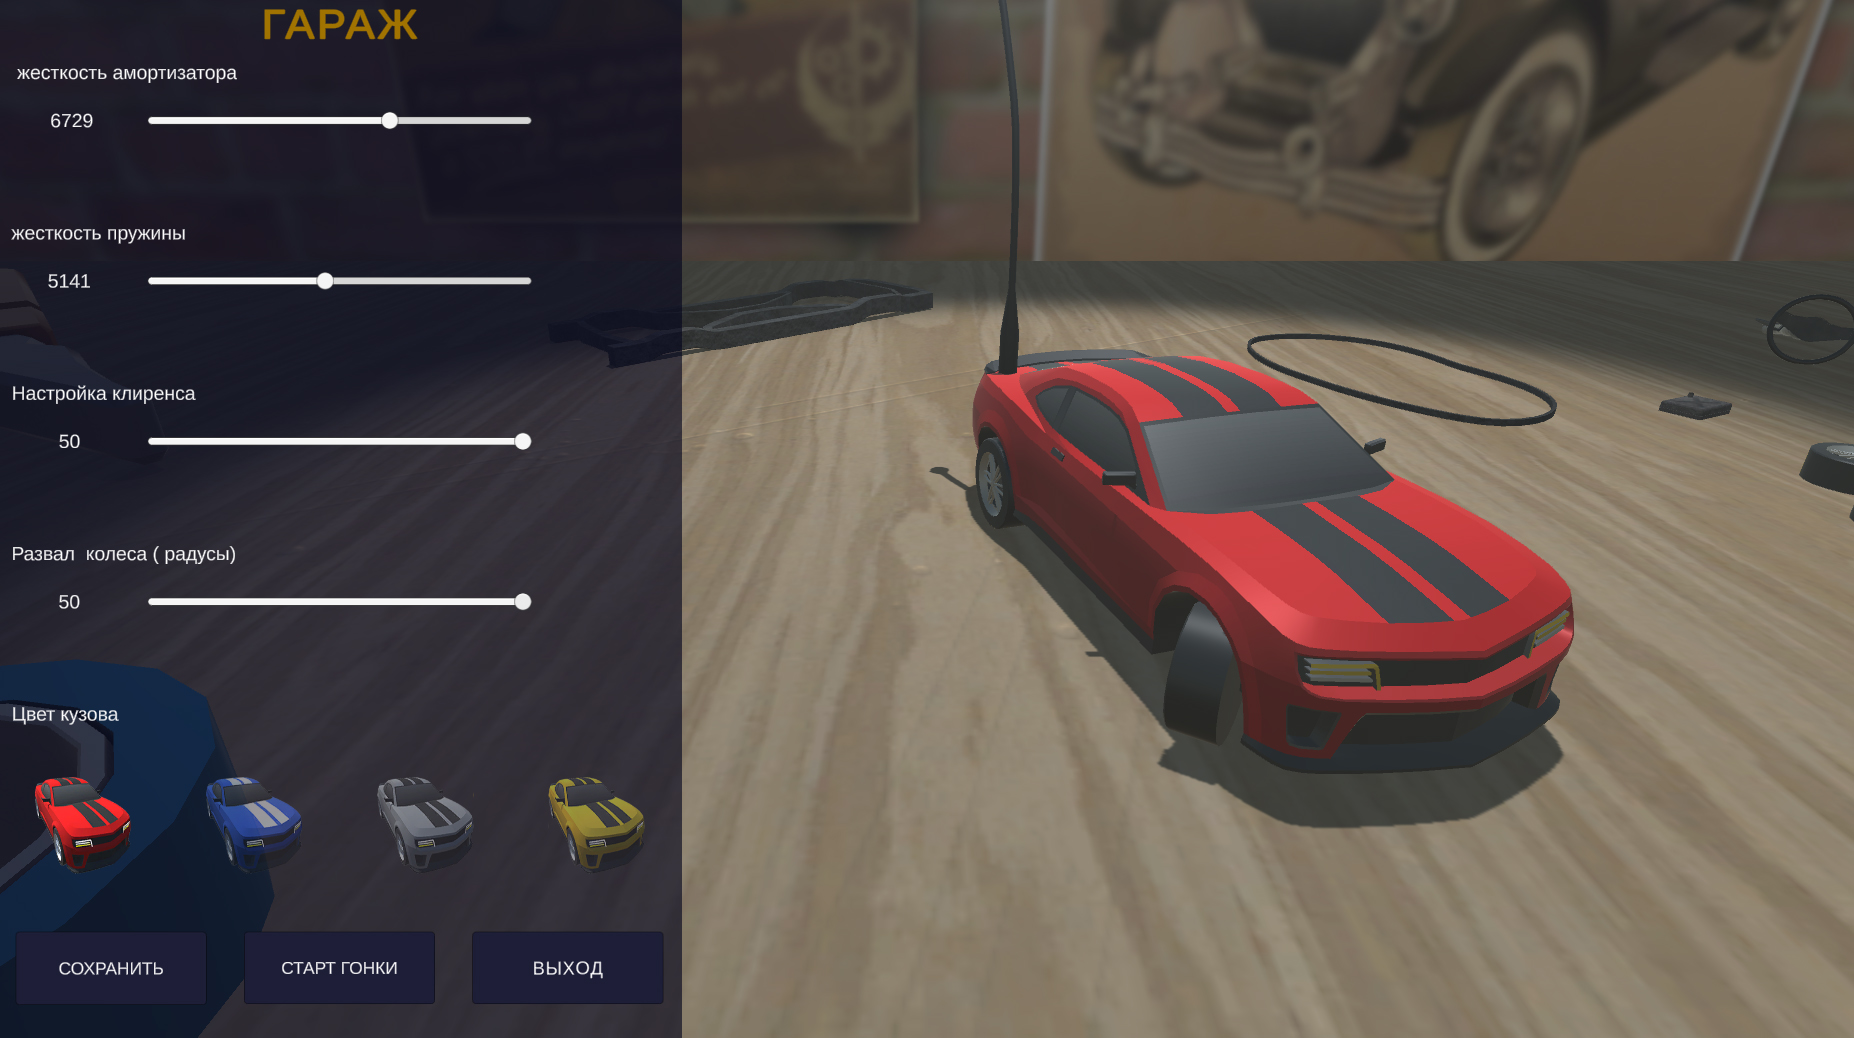 ГАРАЖ
жесткость амортизатора
6729
жесткость пружины
5141
Настройка клиренса
50
Развал  колеса ( радусы)
50
Цвет кузова
СОХРАНИТЬ
СТАРТ ГОНКИ
ВЫХОД